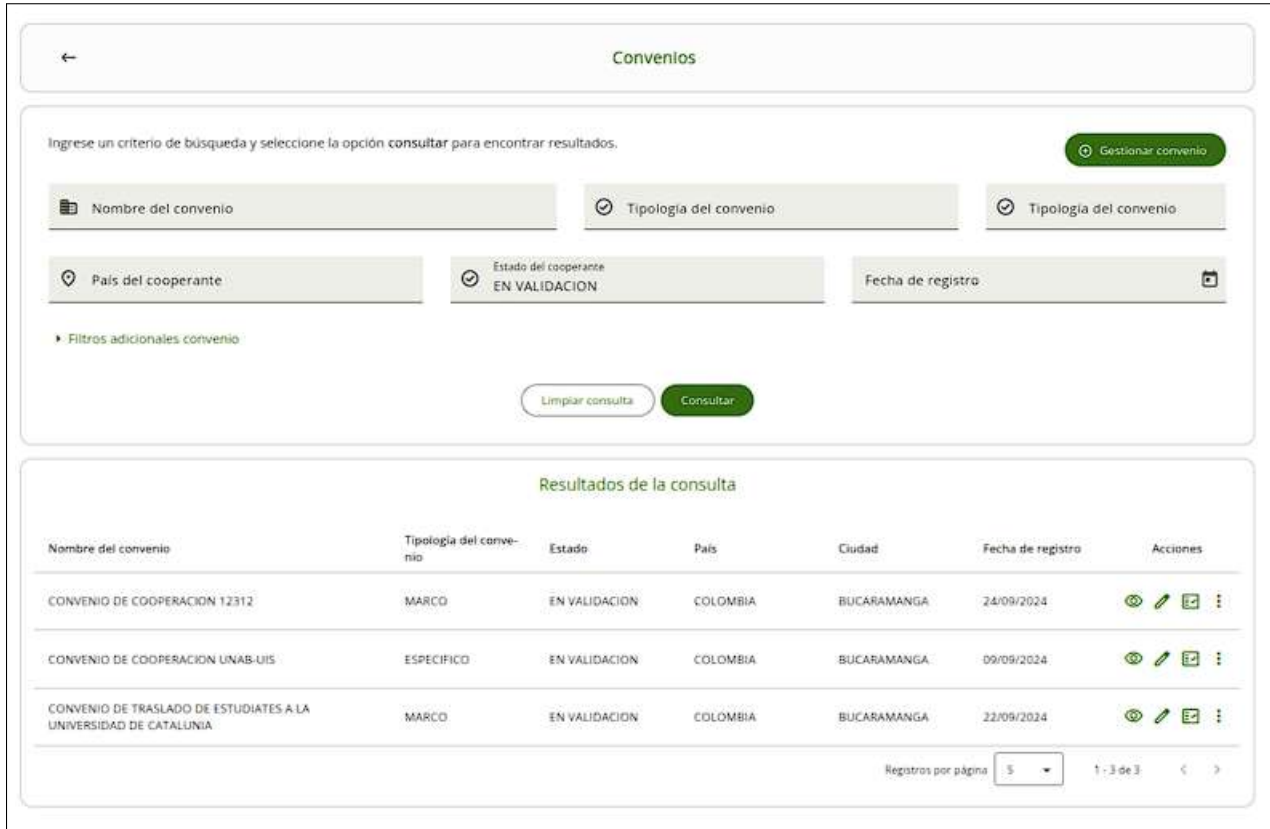 Convenios
Ingrese un criterio de búsqueda y seleccione la opción consultar para encontrar resultados.
Gestionar convenio
Nombre del convenio
Tipología del convenio
Tipología del convenio
País del cooperante
Estado del cooperante
EN VALIDACION
Fecha de registro
Filtros adicionales convenio
Limpiar consulta
Consultar
Resultados de la consulta
Nombre del convenio
Tipología del conve-
nio
Estado
País
Ciudad
Fecha de registro
Acciones
CONVENIO DE COOPERACION 12312
MARCO
EN VALIDACION
COLOMBIA
BUCARAMANGA
24/09/2024
CONVENIO DE COOPERACION UNAB-UIS
ESPECIFICO
EN VALIDACION
COLOMBIA
BUCARAMANGA
09/09/2024
CONVENIO DE TRASLADO DE ESTUDIATES A LA
UNIVERSIDAD DE CATALUNIA
MARCO
EN VALIDACION
COLOMBIA
BUCARAMANGA
22/09/2024
Registros por página
5
1 - 3 de 3